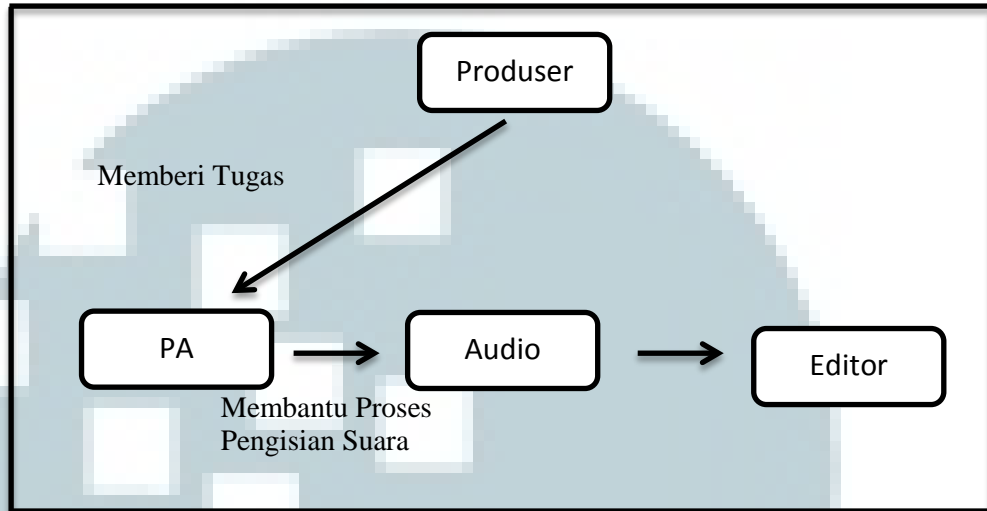 Produser
Memberi Tugas
PA
Audio
Editor
Membantu Proses
Pengisian Suara